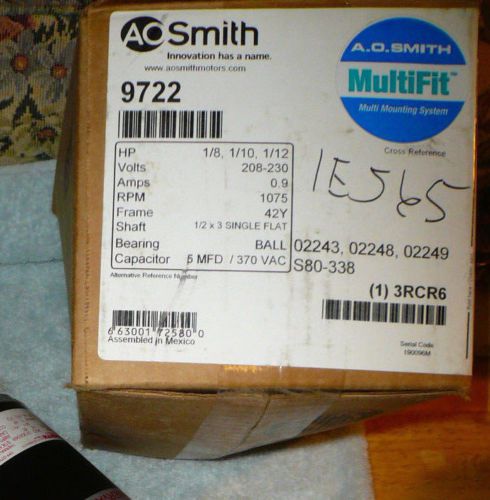 AO Smith
Innovation has a name.
www.aosmithmotors.com
9722
A.O.SMITH
MultiFit™
Multi Mounting System
Cross Reference
HP 1/8, 1/10, 1/12
Volts 208-230
Amps 0.9
RPM 1075
Frame 42Y
Shaft 1/2 x 3 SINGLE FLAT
Bearing BALL
Capacitor 5 MFD / 370 VAC
1E565
02243, 02248, 02249
S80-338
Alternative Reference Number
(1) 3RCR6
6 63001 72580 0
Assembled in Mexico
Serial Code
190096M